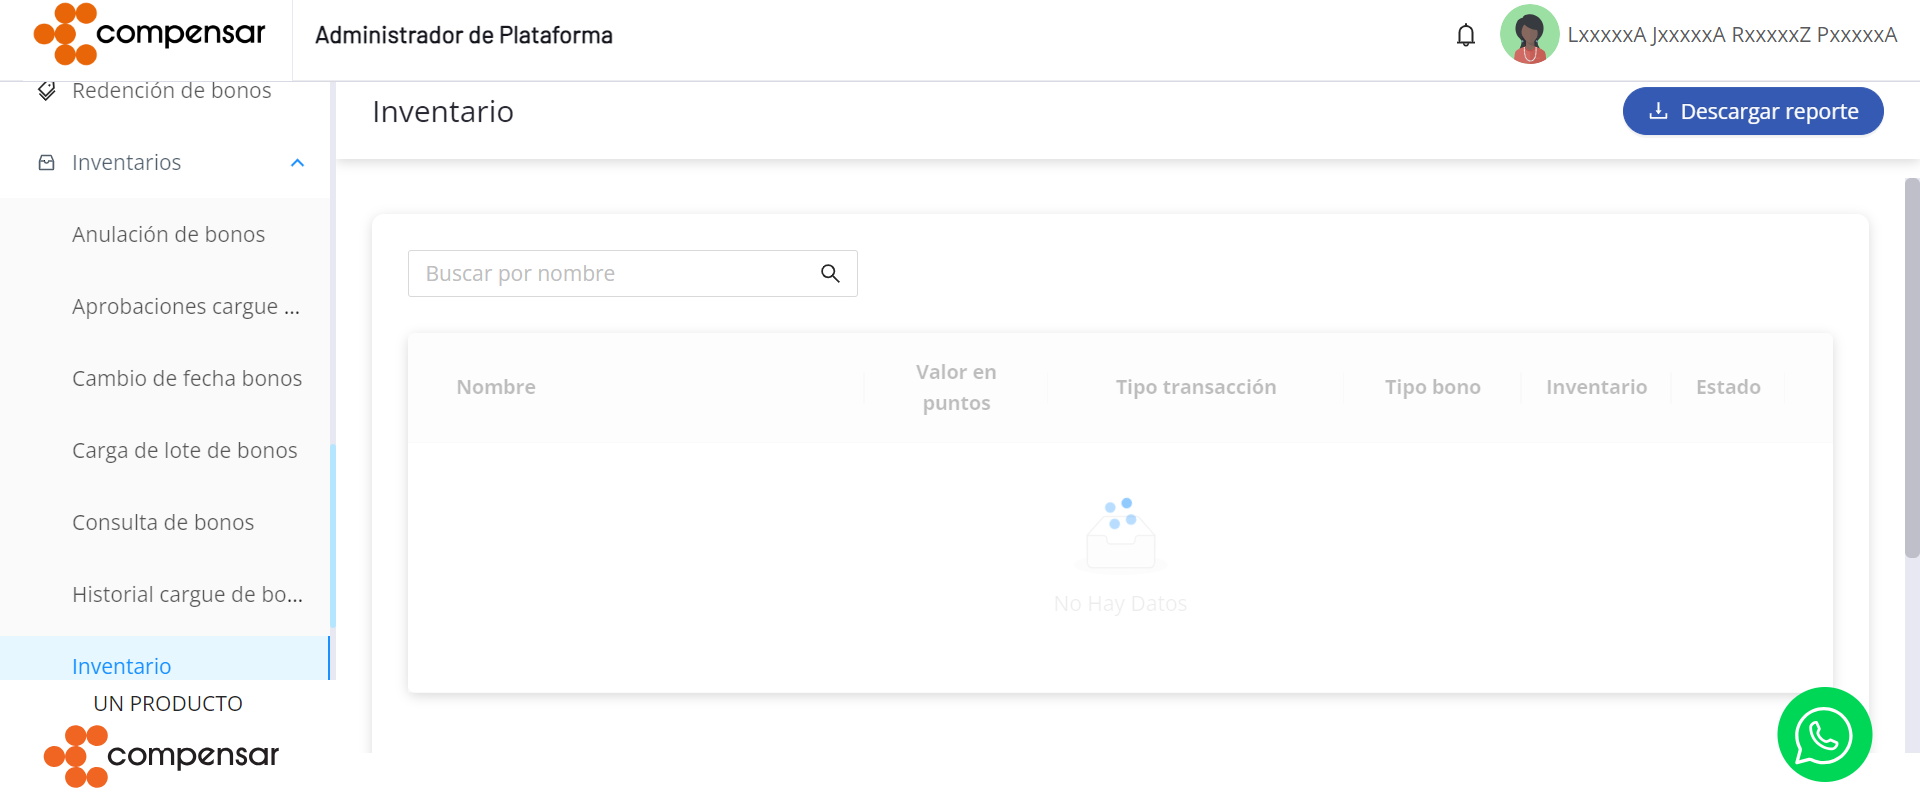 compensar
Administrador de Plataforma
LxxxxxA JxxxxxA RxxxxxZ PxxxxxA
Redención de bonos
Inventarios
Anulación de bonos
Aprobaciones cargue ...
Cambio de fecha bonos
Carga de lote de bonos
Consulta de bonos
Historial cargue de bo...
Inventario
UN PRODUCTO
compensar
Inventario
Descargar reporte
Buscar por nombre
Nombre
Valor en
puntos
Tipo transacción
Tipo bono
Inventario
Estado
No Hay Datos